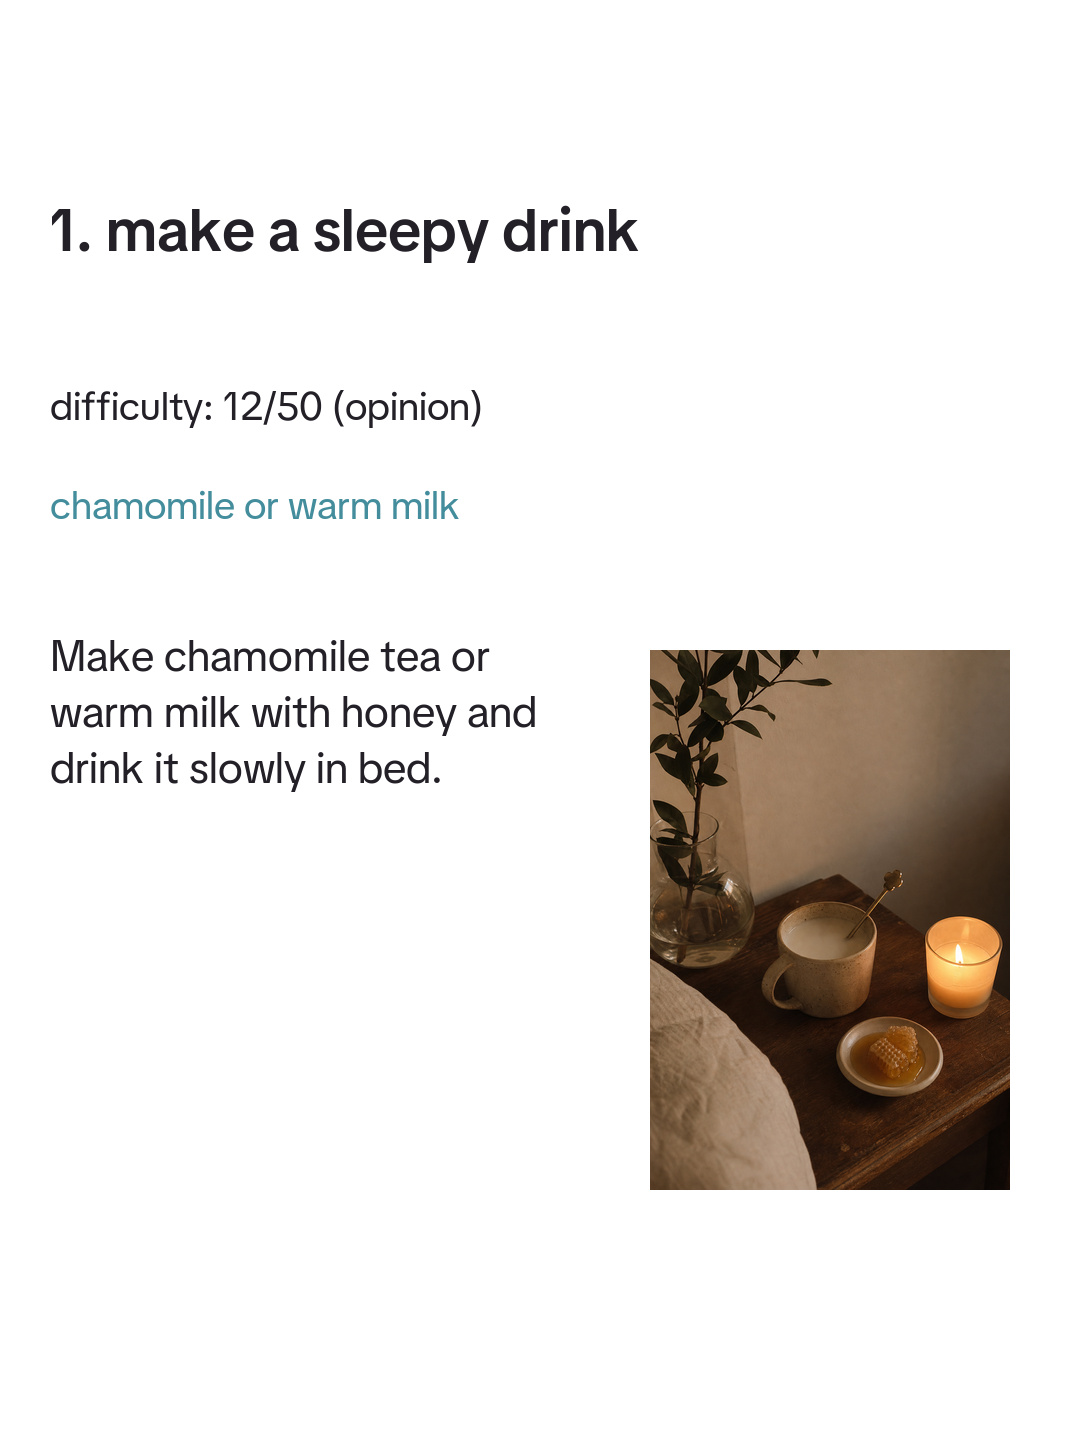 1. make a sleepy drink
difficulty: 12/50 (opinion)
chamomile or warm milk
Make chamomile tea or
warm milk with honey and
drink it slowly in bed.